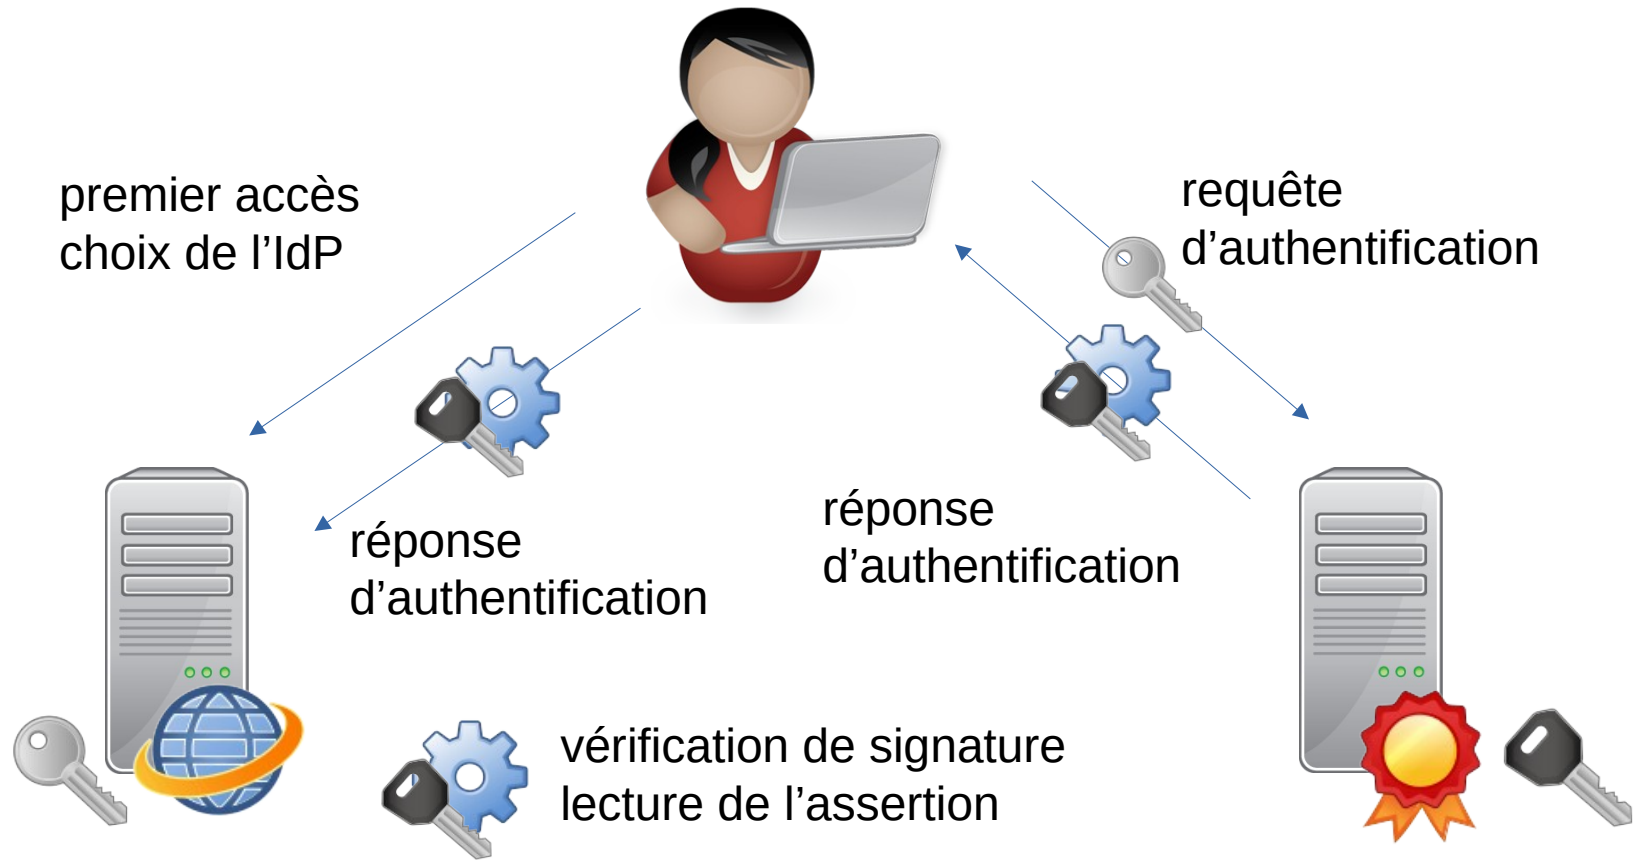 premier accès
choix de l’IdP
requête
d’authentification
réponse
d’authentification
réponse
d’authentification
vérification de signature
lecture de l’assertion